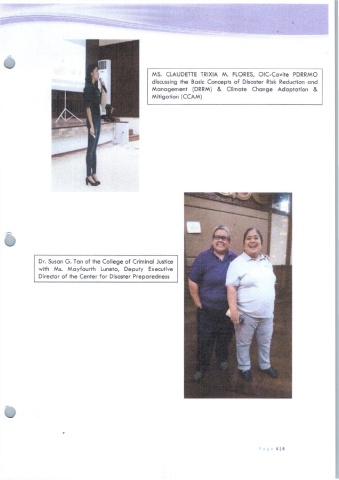 MS. CLAUDETTE TRIXIA M. FLORES, OIC-Cavite PDRRMO
discussing the Basic Concepts of Disaster Risk Reduction and
Management (DRRM) & Climate Change Adaptation &
Mitigation (CCAM)
Dr. Susan G. Tan of the College of Criminal Justice
with Ms. Mayfourth Luneta, Deputy Executive
Director of the Center for Disaster Preparedness
Page